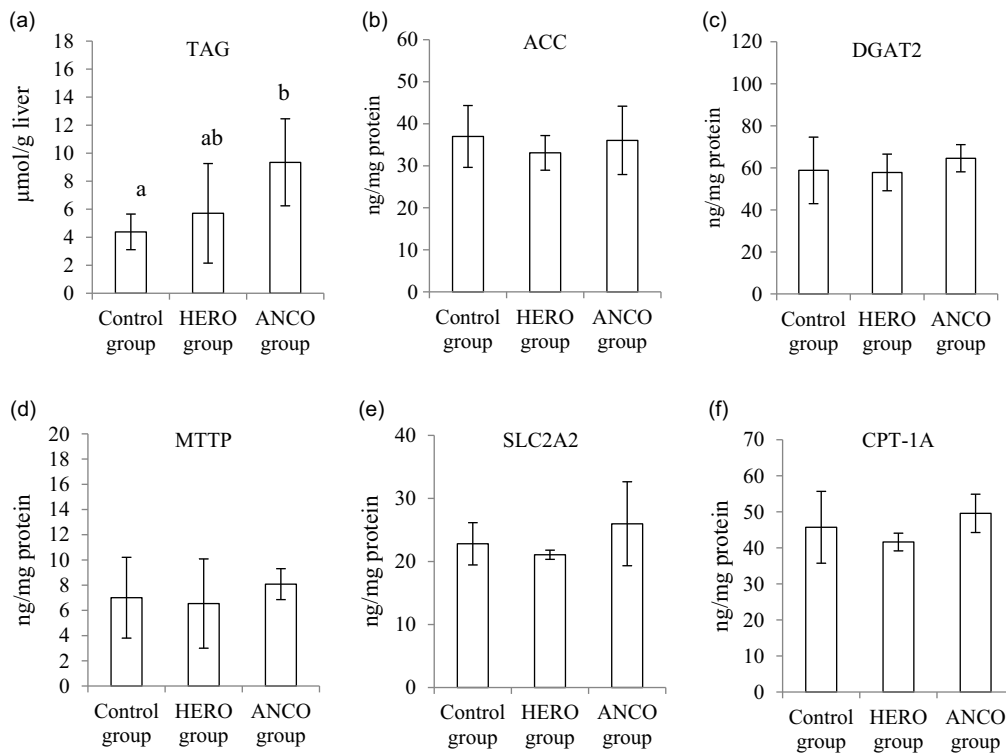 (a)
TAG
µmol/g liver
18
16
14
12
10
8
6
4
2
0
a
ab
b
Control HERO ANCO
group group group
(b)
ACC
ng/mg protein
60
50
40
30
20
10
0
Control HERO ANCO
group group group
(c)
DGAT2
ng/mg protein
120
100
80
60
40
20
0
Control HERO ANCO
group group group
(d)
MTTP
ng/mg protein
20
18
16
14
12
10
8
6
4
2
0
Control HERO ANCO
group group group
(e)
SLC2A2
ng/mg protein
40
30
20
10
0
Control HERO ANCO
group group group
(f)
CPT-1A
ng/mg protein
70
60
50
40
30
20
10
0
Control HERO ANCO
group group group